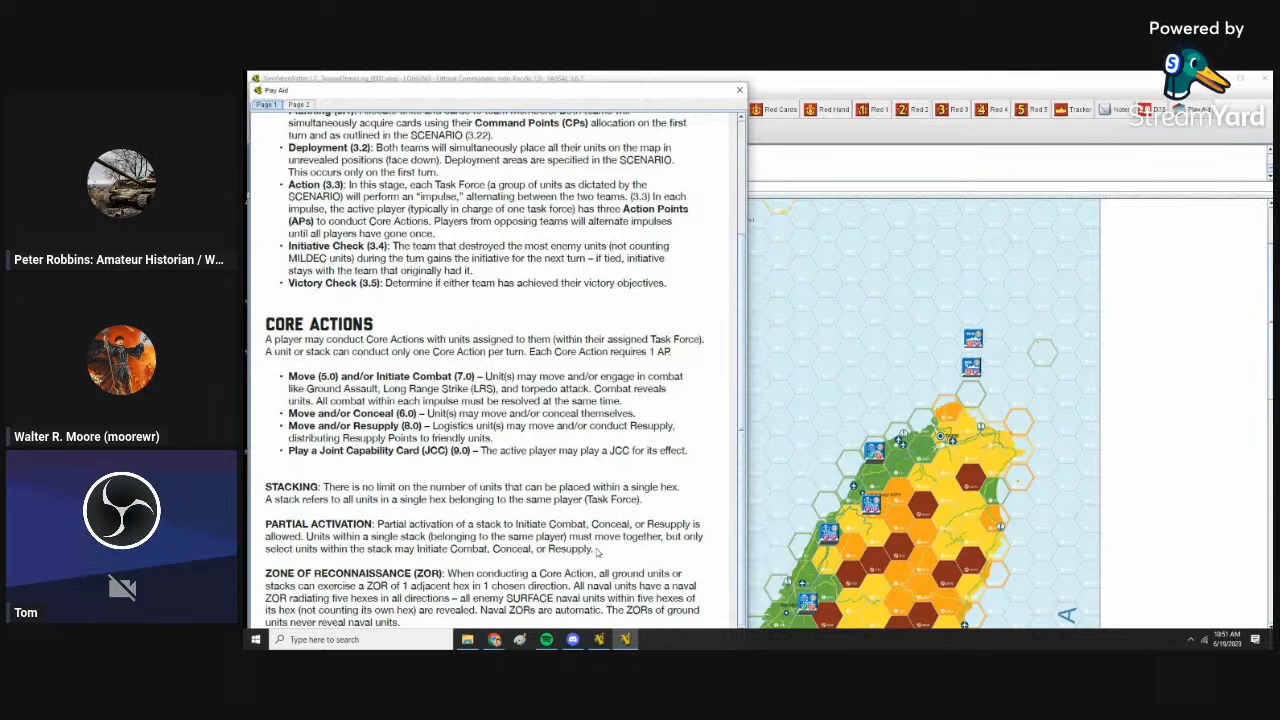 Powered by
S
StreamYard
Play Aid
Page 1 Page 2
Red Cards Red Hand 1 Red 1 2 Red 2 3 Red 3 4 Red 4 5 Red 5 Tracker Notes
simultaneously acquire cards using their Command Points (CPs) allocation on the first
turn and as outlined in the SCENARIO (3.22).
• Deployment (3.2): Both teams will simultaneously place all their units on the map in
unrevealed positions (face down). Deployment areas are specified in the SCENARIO.
This occurs only on the first turn.
• Action (3.3): In this stage, each Task Force (a group of units as dictated by the
SCENARIO) will perform an "impulse," alternating between the two teams. (3.3) In each
impulse, the active player (typically in charge of one task force) has three Action Points
(APs) to conduct Core Actions. Players from opposing teams will alternate impulses
until all players have gone once.
• Initiative Check (3.4): The team that destroyed the most enemy units (not counting
MILDEC units) during the turn gains the initiative for the next turn – if tied, initiative
stays with the team that originally had it.
• Victory Check (3.5): Determine if either team has achieved their victory objectives.
CORE ACTIONS
A player may conduct Core Actions with units assigned to them (within their assigned Task Force).
A unit or stack can conduct only one Core Action per turn. Each Core Action requires 1 AP.
• Move (5.0) and/or Initiate Combat (7.0) – Unit(s) may move and/or engage in combat
like Ground Assault, Long Range Strike (LRS), and torpedo attack. Combat reveals
units. All combat within each impulse must be resolved at the same time.
• Move and/or Conceal (6.0) – Unit(s) may move and/or conceal themselves.
• Move and/or Resupply (8.0) – Logistics unit(s) may move and/or conduct Resupply,
distributing Resupply Points to friendly units.
• Play a Joint Capability Card (JCC) (9.0) – The active player may play a JCC for its effect.
STACKING: There is no limit on the number of units that can be placed within a single hex.
A stack refers to all units in a single hex belonging to the same player (Task Force).
PARTIAL ACTIVATION: Partial activation of a stack to Initiate Combat, Conceal, or Resupply is
allowed. Units within a single stack (belonging to the same player) must move together, but only
select units within the stack may Initiate Combat, Conceal, or Resupply.
ZONE OF RECONNAISSANCE (ZOR): When conducting a Core Action, all ground units or
stacks can exercise a ZOR of 1 adjacent hex in 1 chosen direction. All naval units have a naval
ZOR radiating five hexes in all directions – all enemy SURFACE naval units within five hexes of
its hex (not counting its own hex) are revealed. Naval ZORs are automatic. The ZORs of ground
units never reveal naval units.
A
Peter Robbins: Amateur Historian / W...
Walter R. Moore (moorewr)
Tom
Type here to search
10:51 AM
6/19/2023